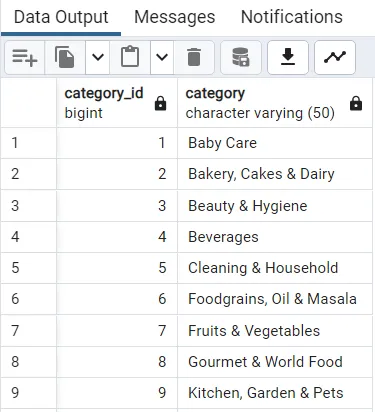 Data Output Messages Notifications
category_id category
bigint character varying (50)
1 1 Baby Care
2 2 Bakery, Cakes & Dairy
3 3 Beauty & Hygiene
4 4 Beverages
5 5 Cleaning & Household
6 6 Foodgrains, Oil & Masala
7 7 Fruits & Vegetables
8 8 Gourmet & World Food
9 9 Kitchen, Garden & Pets